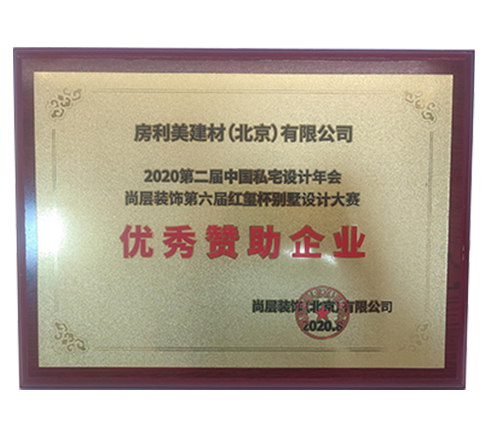 房利美建材(北京)有限公司
2020第二届中国私宅设计年会
尚层装饰第六届红玺杯别墅设计大赛
优秀赞助企业
尚层装饰(北京)有限公司
2020.6